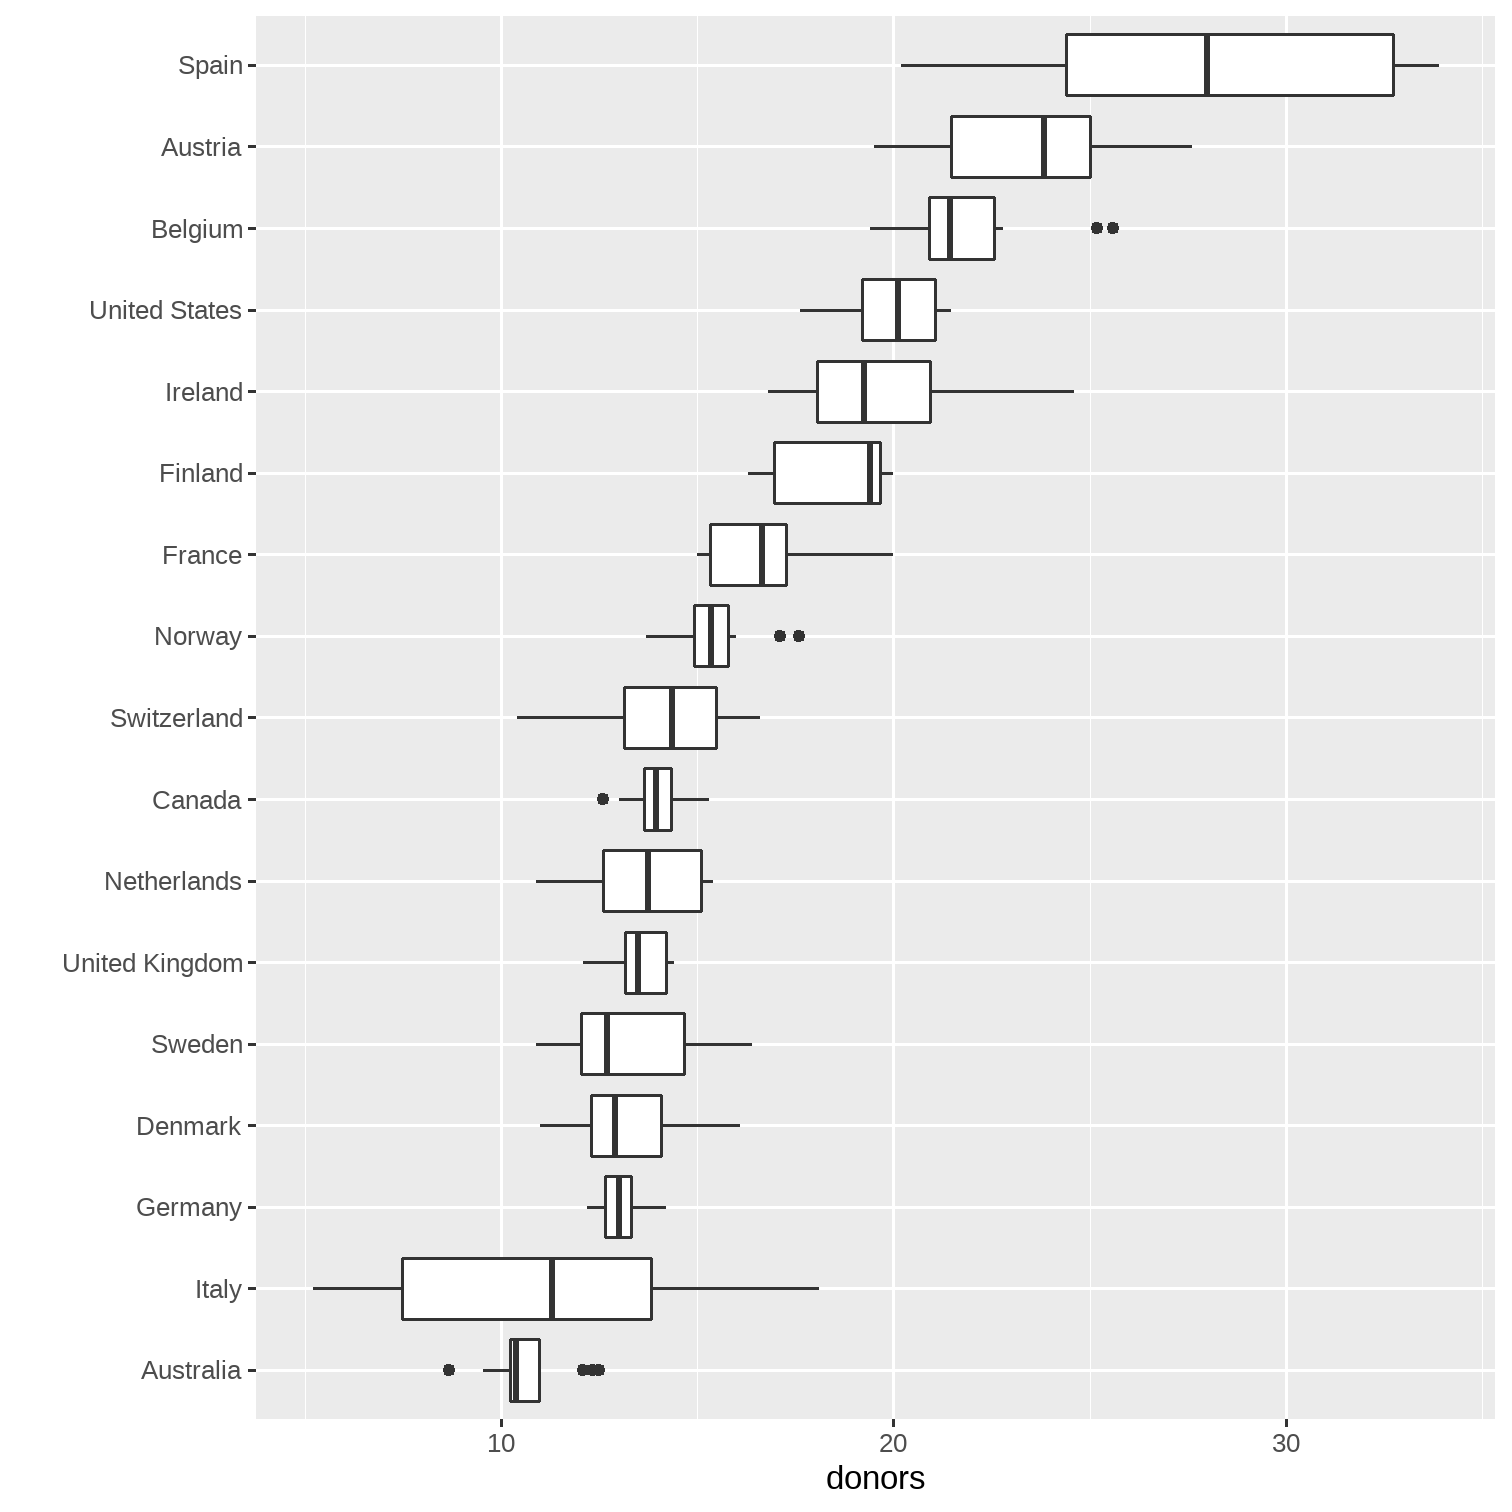 Spain
Austria
Belgium
United States
Ireland
Finland
France
Norway
Switzerland
Canada
Netherlands
United Kingdom
Sweden
Denmark
Germany
Italy
Australia
10 20 30
donors